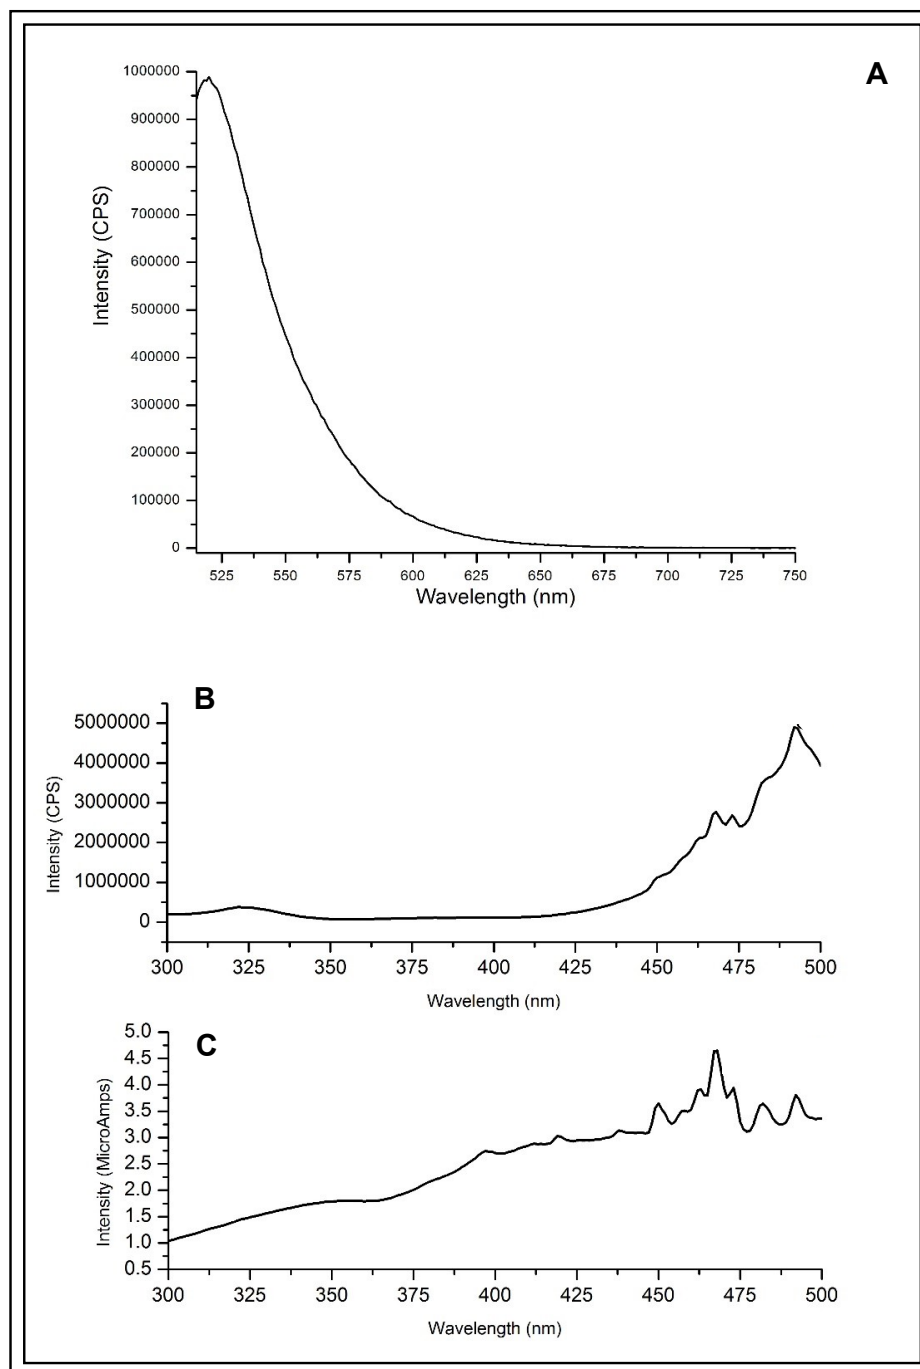 A
1000000
900000
800000
700000
600000
500000
400000
300000
200000
100000
0
Intensity (CPS)
525 550 575 600 625 650 675 700 725 750
Wavelength (nm)
B
5000000
4000000
3000000
2000000
1000000
0
Intensity (CPS)
300 325 350 375 400 425 450 475 500
Wavelength (nm)
C
5.0
4.5
4.0
3.5
3.0
2.5
2.0
1.5
1.0
0.5
Intensity (MicroAmps)
300 325 350 375 400 425 450 475 500
Wavelength (nm)